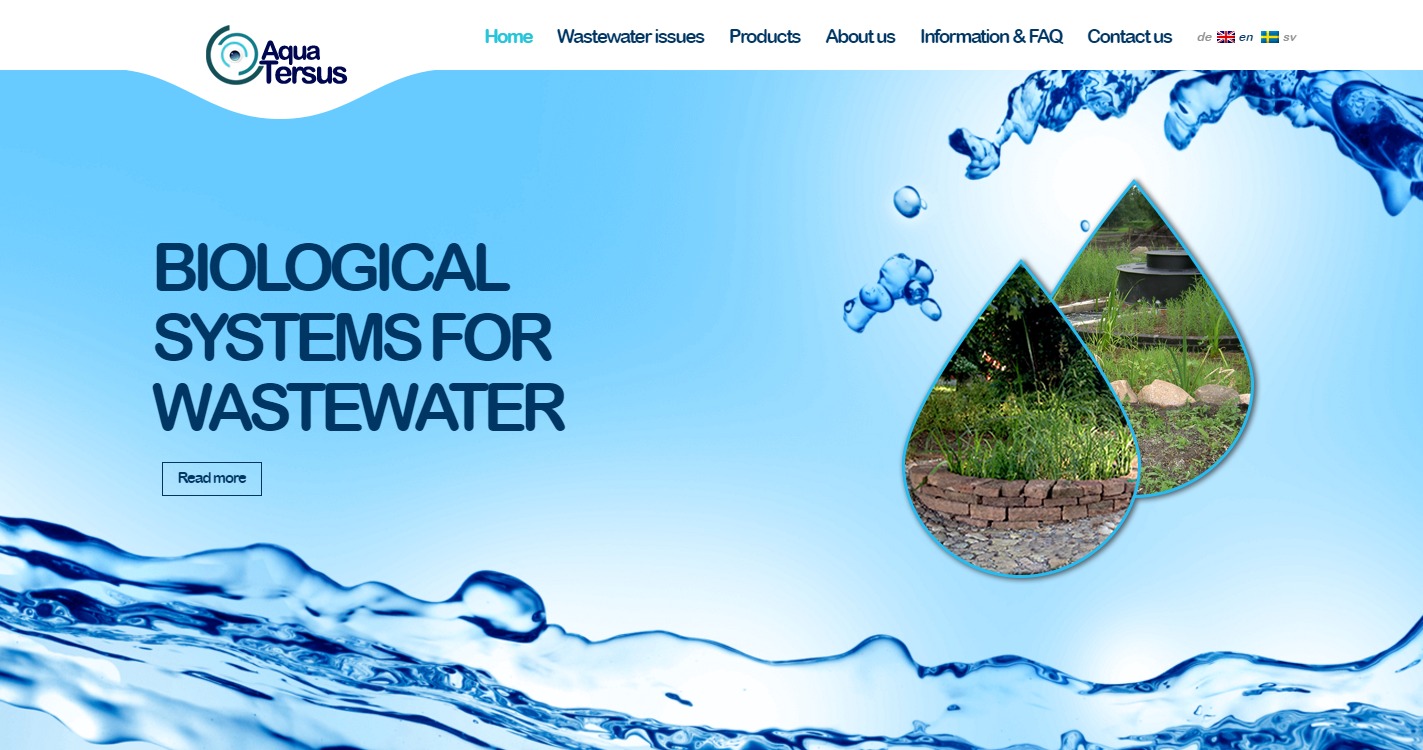 Aqua
Tersus
Home Wastewater issues Products About us Information & FAQ Contact us de en sv
BIOLOGICAL
SYSTEMS FOR
WASTEWATER
Read more